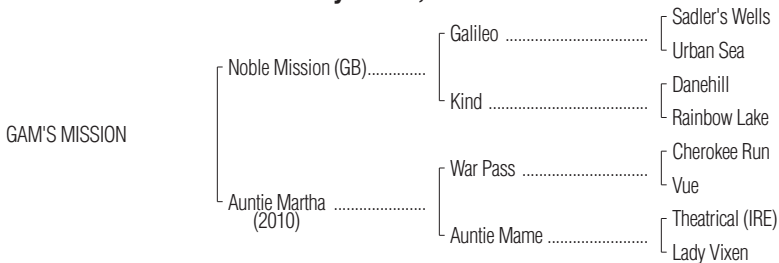 Sadler's Wells
Galileo ................................
Urban Sea
Noble Mission (GB)..............
Danehill
Kind ....................................
Rainbow Lake
GAM'S MISSION
Cherokee Run
War Pass ............................
Vue
Auntie Martha .....................
(2010)
Theatrical (IRE)
Auntie Mame .......................
Lady Vixen